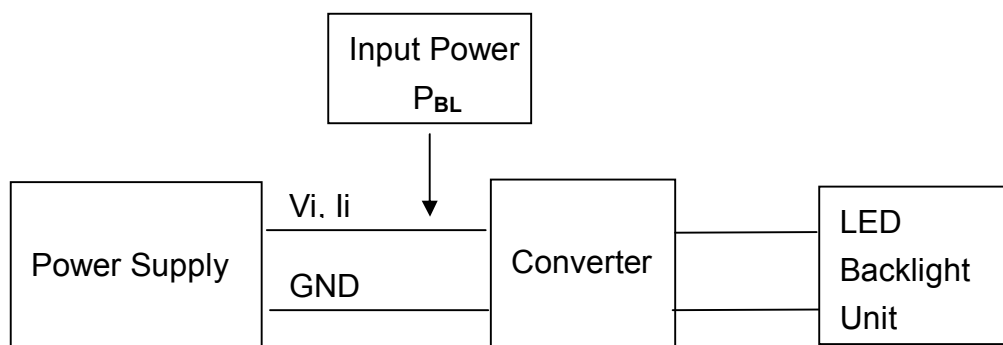 Input Power
PBL
Vi, Ii
Power Supply
GND
Converter
LED
Backlight
Unit